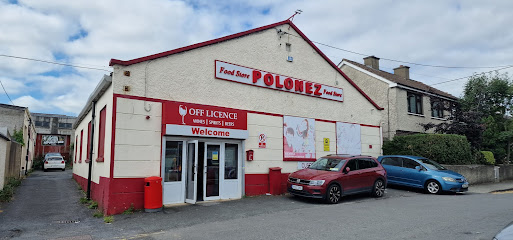 Food Store POLONEZ Food Store
OFF LICENCE
WINES | SPIRITS | BEERS
Welcome